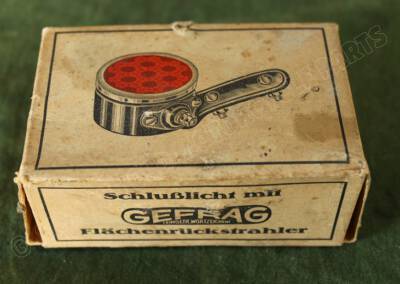 Schlußlicht mit
GEFRAG
Flächenrückstrahler